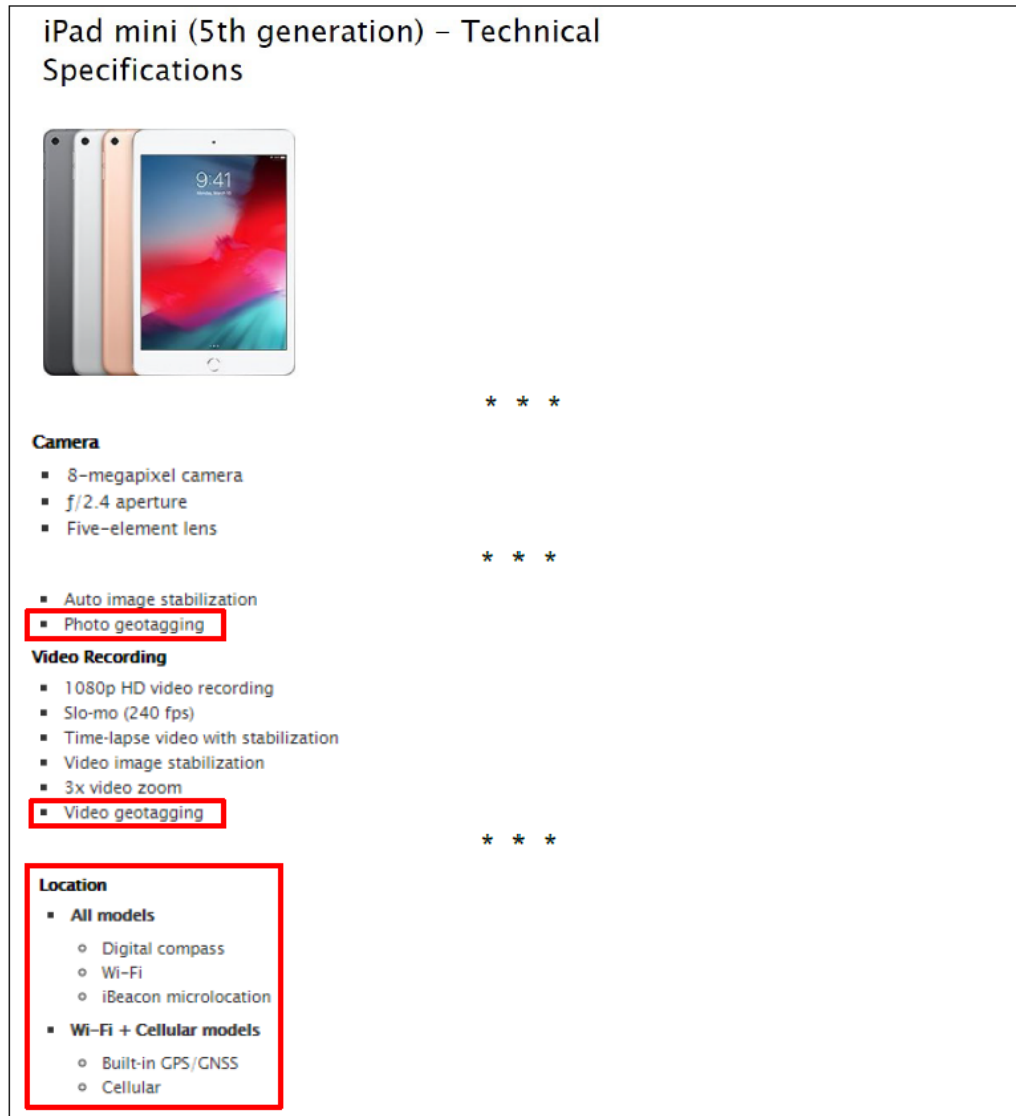 iPad mini (5th generation) – Technical
Specifications
9:41
* * *
Camera
▪ 8-megapixel camera
▪ ƒ/2.4 aperture
▪ Five-element lens
* * *
▪ Auto image stabilization
▪ Photo geotagging
Video Recording
▪ 1080p HD video recording
▪ Slo-mo (240 fps)
▪ Time-lapse video with stabilization
▪ Video image stabilization
▪ 3x video zoom
▪ Video geotagging
* * *
Location
▪ All models
○ Digital compass
○ Wi-Fi
○ iBeacon microlocation
▪ Wi-Fi + Cellular models
○ Built-in GPS/GNSS
○ Cellular